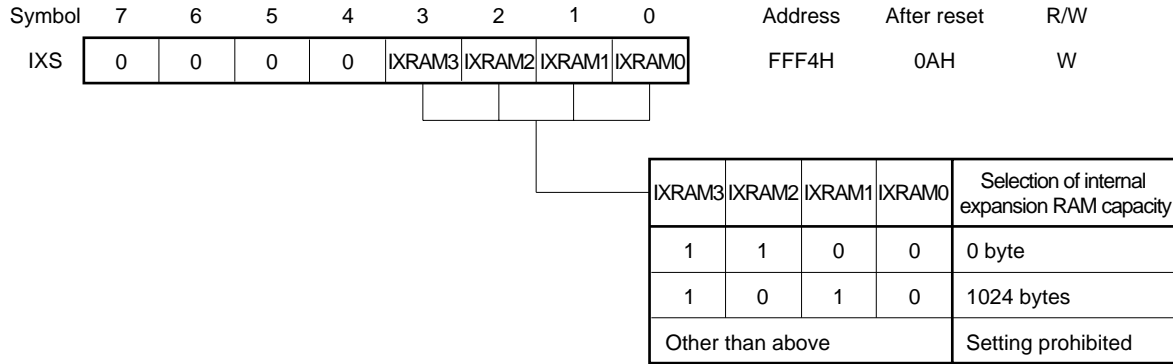 Symbol 7 6 5 4 3 2 1 0 Address After reset R/W
IXS 0 0 0 0 IXRAM3 IXRAM2 IXRAM1 IXRAM0 FFF4H 0AH W
IXRAM3 IXRAM2 IXRAM1 IXRAM0 Selection of internal
expansion RAM capacity
1 1 0 0 0 byte
1 0 1 0 1024 bytes
Other than above Setting prohibited